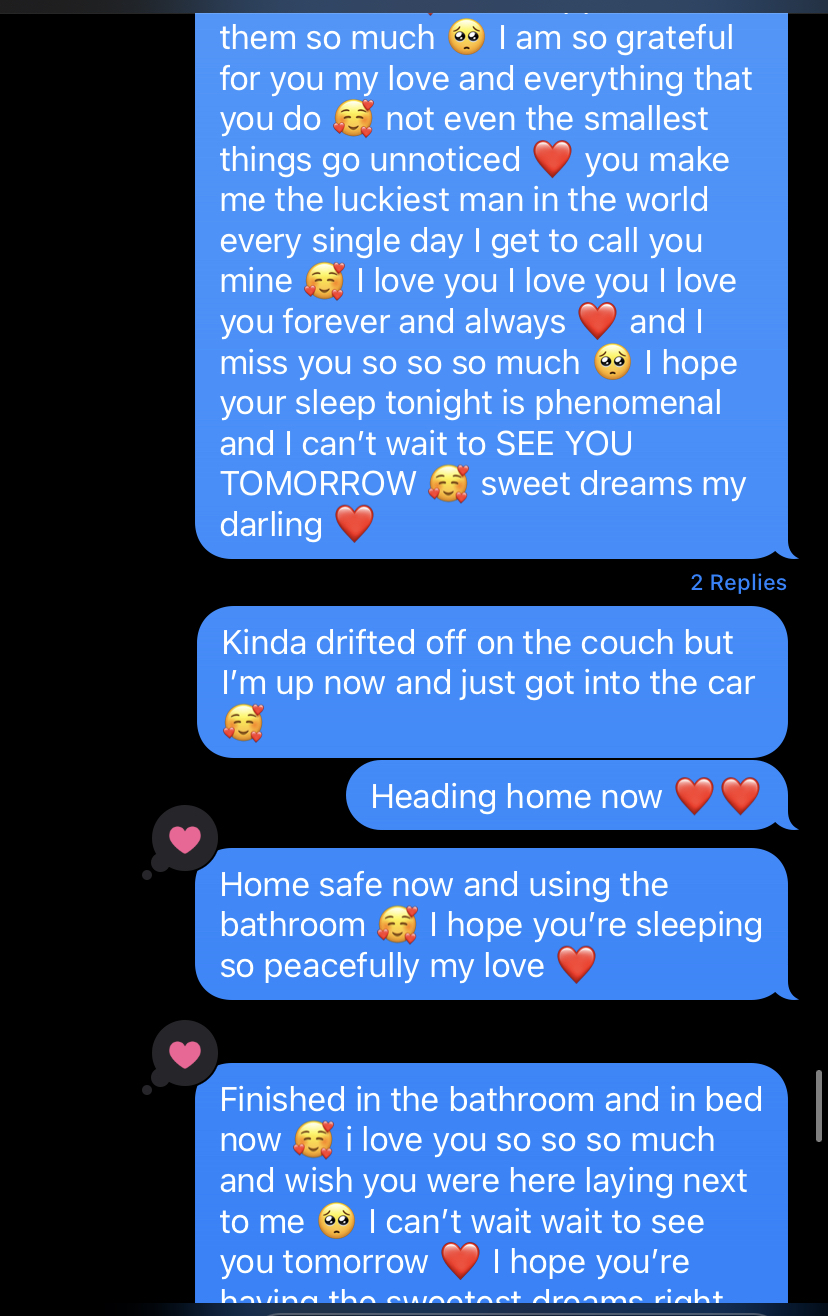 them so much 🥺 I am so grateful
for you my love and everything that
you do 🥰 not even the smallest
things go unnoticed ❤️ you make
me the luckiest man in the world
every single day I get to call you
mine 🥰 I love you I love you I love
you forever and always ❤️ and I
miss you so so so much 🥺 I hope
your sleep tonight is phenomenal
and I can’t wait to SEE YOU
TOMORROW 🥰 sweet dreams my
darling ❤️
2 Replies
Kinda drifted off on the couch but
I’m up now and just got into the car
🥰
Heading home now ❤️❤️
Home safe now and using the
bathroom 🥰 I hope you’re sleeping
so peacefully my love ❤️
Finished in the bathroom and in bed
now 🥰 i love you so so so much
and wish you were here laying next
to me 🥺 I can’t wait wait to see
you tomorrow ❤️ I hope you’re
having the sweetest dreams right